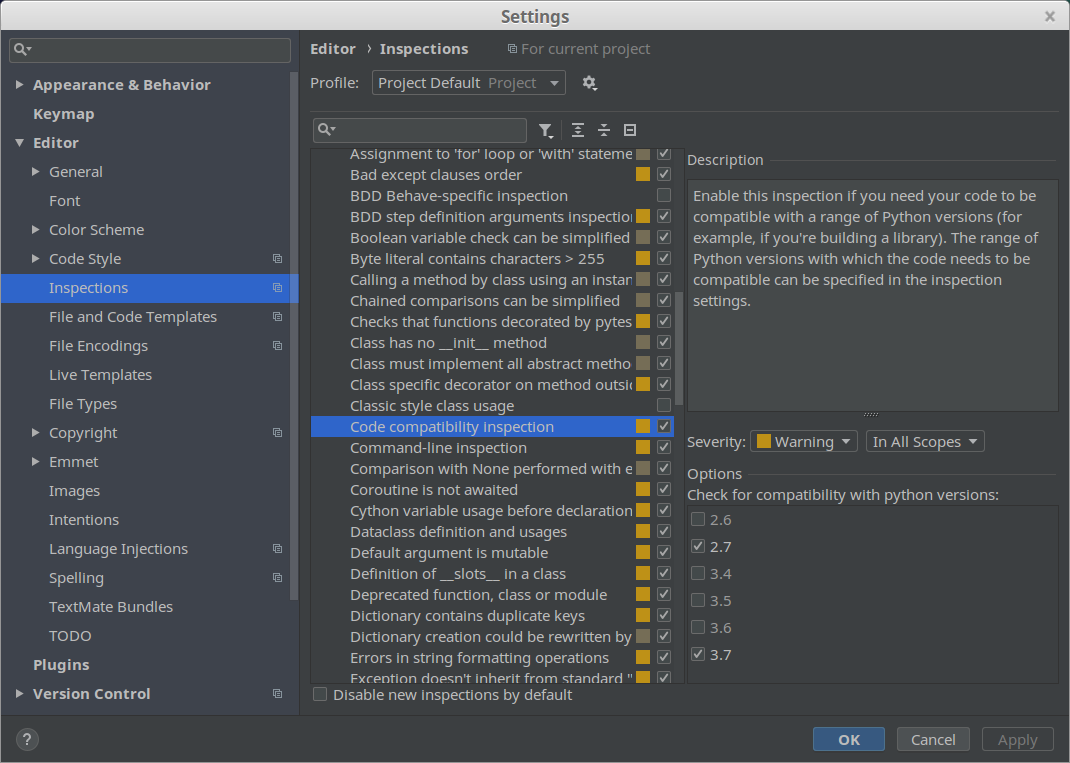 Settings
Appearance & Behavior
Keymap
Editor
General
Font
Color Scheme
Code Style
Inspections
File and Code Templates
File Encodings
Live Templates
File Types
Copyright
Emmet
Images
Intentions
Language Injections
Spelling
TextMate Bundles
TODO
Plugins
Version Control
Editor › Inspections For current project
Profile: Project Default Project
Assignment to 'for' loop or 'with' stateme
Bad except clauses order
BDD Behave-specific inspection
BDD step definition arguments inspection
Boolean variable check can be simplified
Byte literal contains characters > 255
Calling a method by class using an instan
Chained comparisons can be simplified
Checks that functions decorated by pytes
Class has no __init__ method
Class must implement all abstract metho
Class specific decorator on method outsi
Classic style class usage
Code compatibility inspection
Command-line inspection
Comparison with None performed with e
Coroutine is not awaited
Cython variable usage before declaration
Dataclass definition and usages
Default argument is mutable
Definition of __slots__ in a class
Deprecated function, class or module
Dictionary contains duplicate keys
Dictionary creation could be rewritten by
Errors in string formatting operations
Exception doesn't inherit from standard "
Disable new inspections by default
Description
Enable this inspection if you need your code to be
compatible with a range of Python versions (for
example, if you're building a library). The range of
Python versions with which the code needs to be
compatible can be specified in the inspection
settings.
Severity: Warning In All Scopes
Options
Check for compatibility with python versions:
2.6
2.7
3.4
3.5
3.6
3.7
? OK Cancel Apply